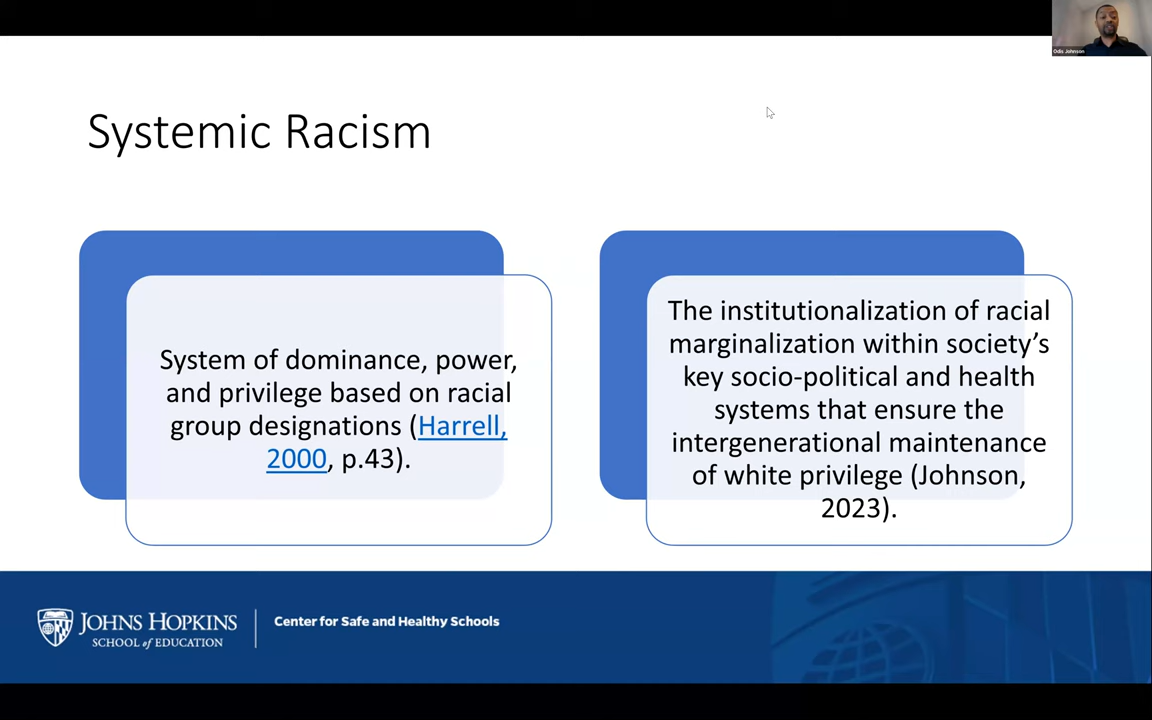 Odis Johnson
Systemic Racism
System of dominance, power,
and privilege based on racial
group designations (Harrell,
2000, p.43).
The institutionalization of racial
marginalization within society’s
key socio-political and health
systems that ensure the
intergenerational maintenance
of white privilege (Johnson,
2023).
JOHNS HOPKINS
SCHOOL of EDUCATION
Center for Safe and Healthy Schools